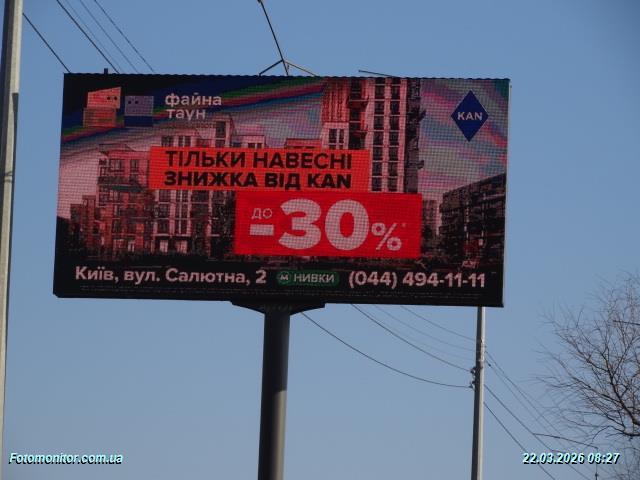 файна
таун
KAN
ТІЛЬКИ НАВЕСНІ
ЗНИЖКА ВІД KAN
ДО
-30%
Київ, вул. Салютна, 2 М НИВКИ (044) 494-11-11
Fotomonitor.com.ua
22.03.2026 08:27